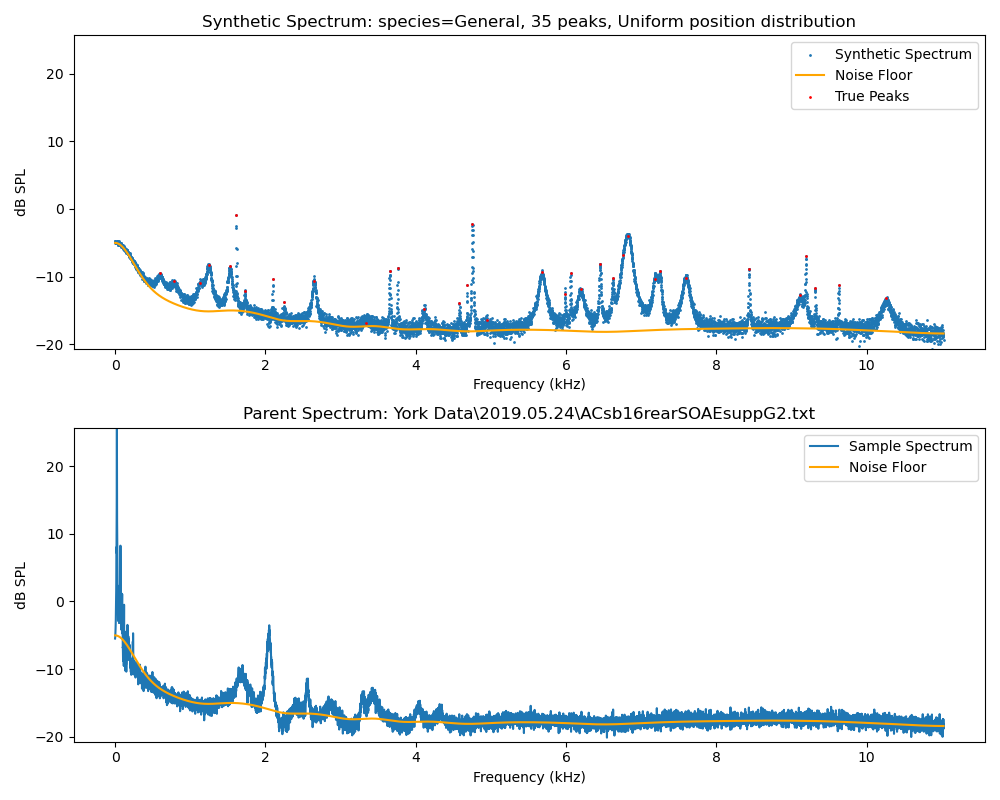 Synthetic Spectrum: species=General, 35 peaks, Uniform position distribution
20
10
0
−10
−20
dB SPL
Synthetic Spectrum
Noise Floor
True Peaks
0 2 4 6 8 10
Frequency (kHz)
Parent Spectrum: York Data\2019.05.24\ACsb16rearSOAEsuppG2.txt
20
10
0
−10
−20
dB SPL
Sample Spectrum
Noise Floor
0 2 4 6 8 10
Frequency (kHz)